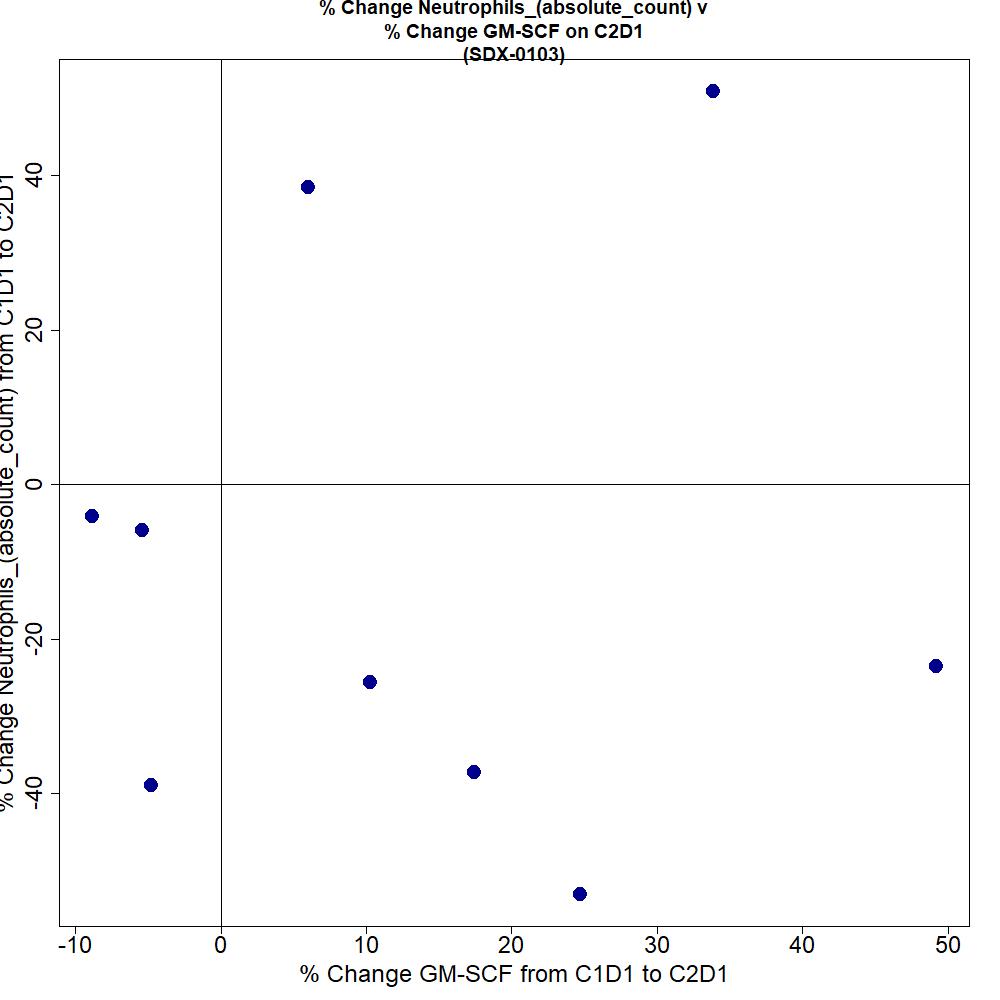 % Change Neutrophils_(absolute_count) v
% Change GM-SCF on C2D1
(SDX-0103)
% Change Neutrophils_(absolute_count) from C1D1 to C2D1
40
20
0
-20
-40
-10
0
10
20
30
40
50
% Change GM-SCF from C1D1 to C2D1